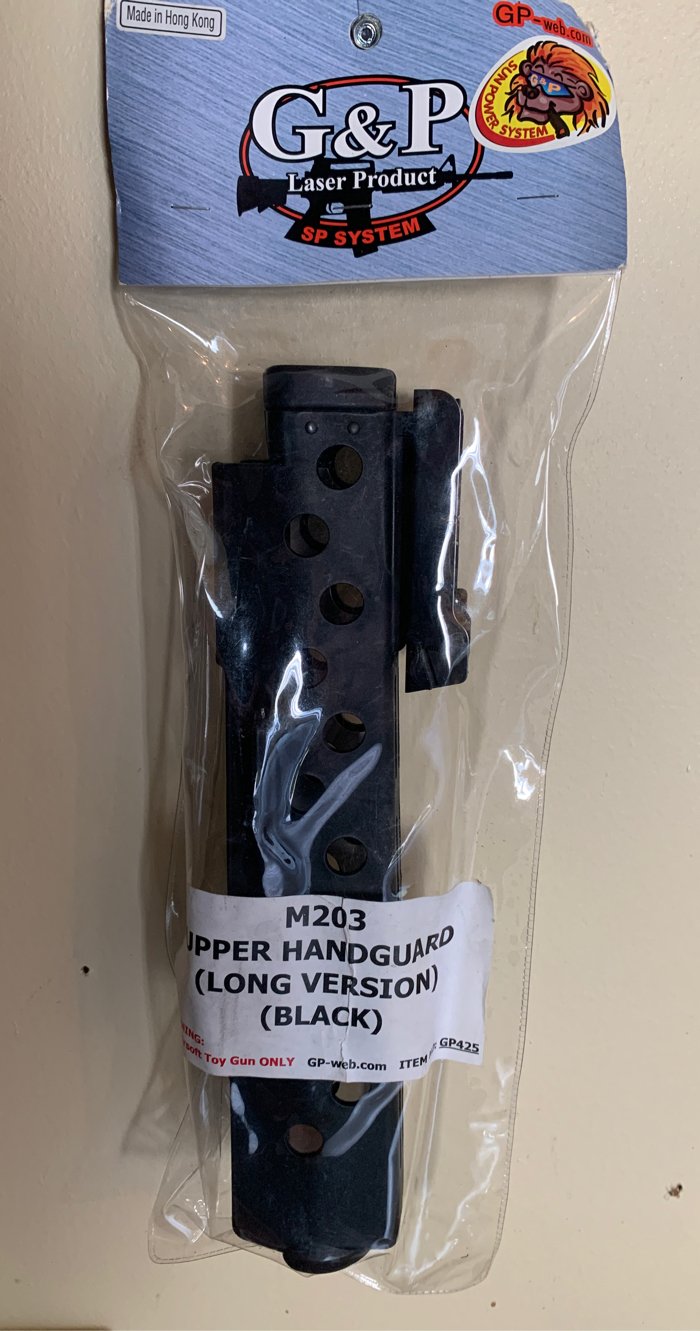 Made in Hong Kong
GP-web.com
G&P
SUN POWER SYSTEM
G&P
Laser Product
SP SYSTEM
M203
UPPER HANDGUARD
(LONG VERSION)
(BLACK)
Toy Gun ONLY GP-web.com ITEM GP425